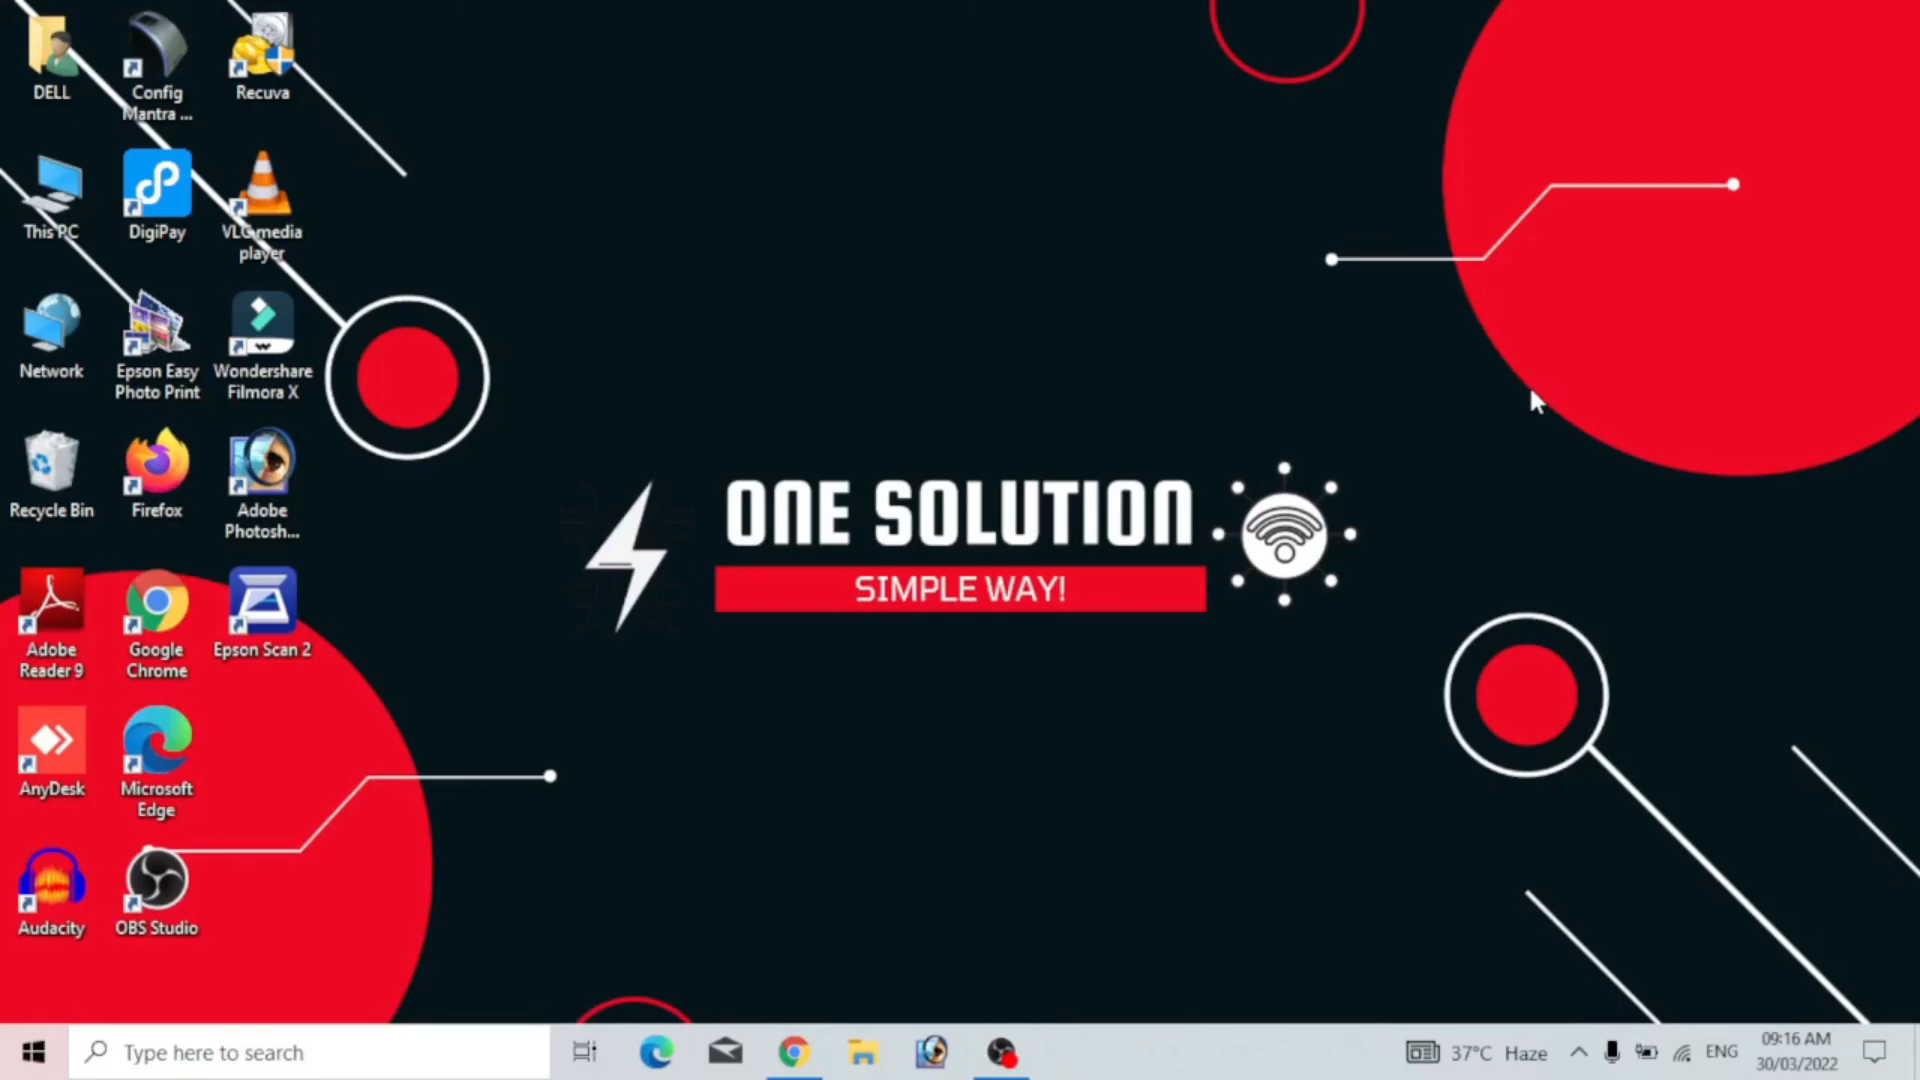 DELL
Config
Mantra ...
Recuva
This PC
DigiPay
VLC media
player
Network
Epson Easy
Photo Print
Wondershare
Filmora X
Recycle Bin
Firefox
Adobe
Photosh...
Adobe
Reader 9
Google
Chrome
Epson Scan 2
AnyDesk
Microsoft
Edge
Audacity
OBS Studio
ONE SOLUTION
SIMPLE WAY!
Type here to search
37°C Haze
ENG
09:16 AM
30/03/2022